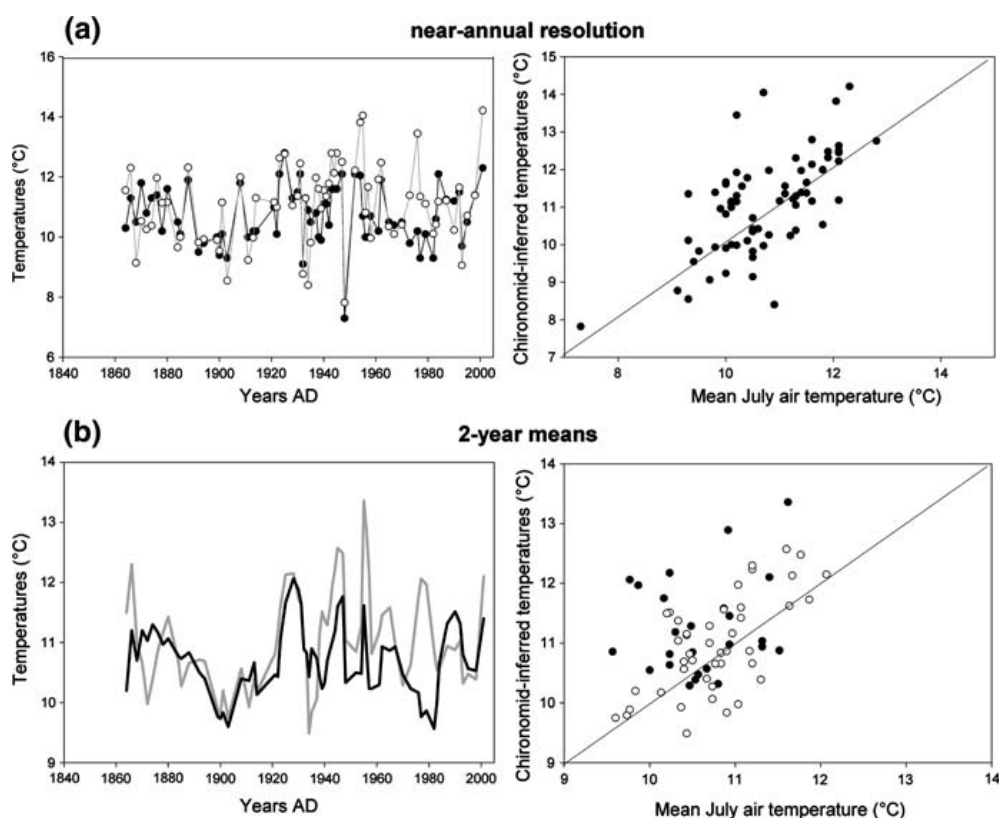 (a) near-annual resolution
16
14
12
10
8
6
Temperatures (°C)
1840 1860 1880 1900 1920 1940 1960 1980 2000
Years AD
15
14
13
12
11
10
9
8
7
Chironomid-inferred temperatures (°C)
8 10 12 14
Mean July air temperature (°C)
(b) 2-year means
14
13
12
11
10
9
Temperatures (°C)
1840 1860 1880 1900 1920 1940 1960 1980 2000
Years AD
14
13
12
11
10
9
Chironomid-inferred temperatures (°C)
9 10 11 12 13 14
Mean July air temperature (°C)